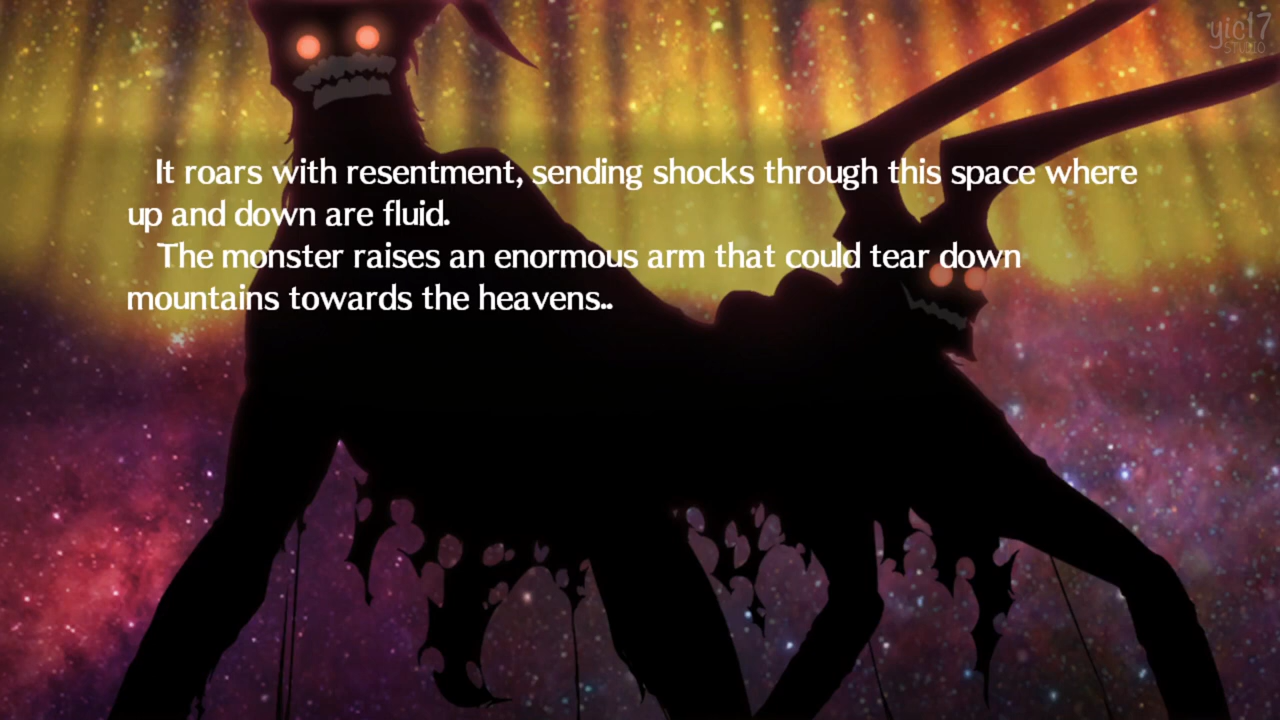 yic17
STUDIO
It roars with resentment, sending shocks through this space where
up and down are fluid.
The monster raises an enormous arm that could tear down
mountains towards the heavens..